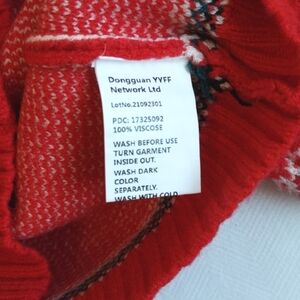 Dongguan YYFF
Network Ltd
LotNo.21092301
PDC: 17325092
100% VISCOSE
WASH BEFORE USE
TURN GARMENT
INSIDE OUT.
WASH DARK
COLOR
SEPARATELY.
WASH WITH COLD